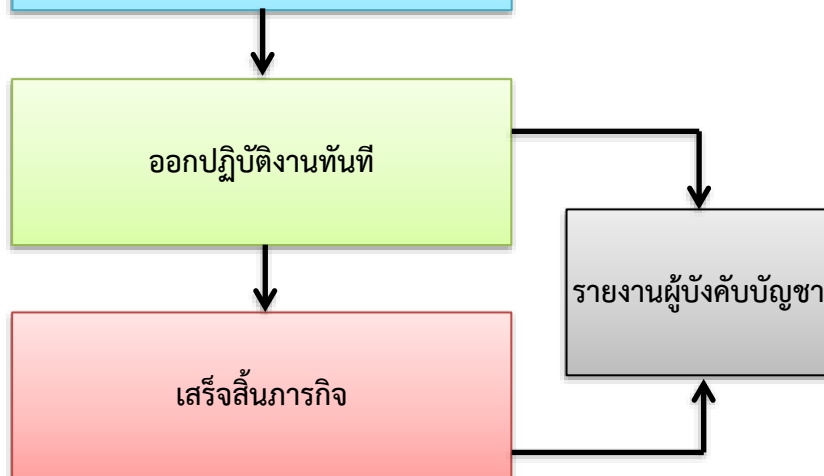 ออกปฏิบัติงานทันที
รายงานผู้บังคับบัญชา
เสร็จสิ้นภารกิจ